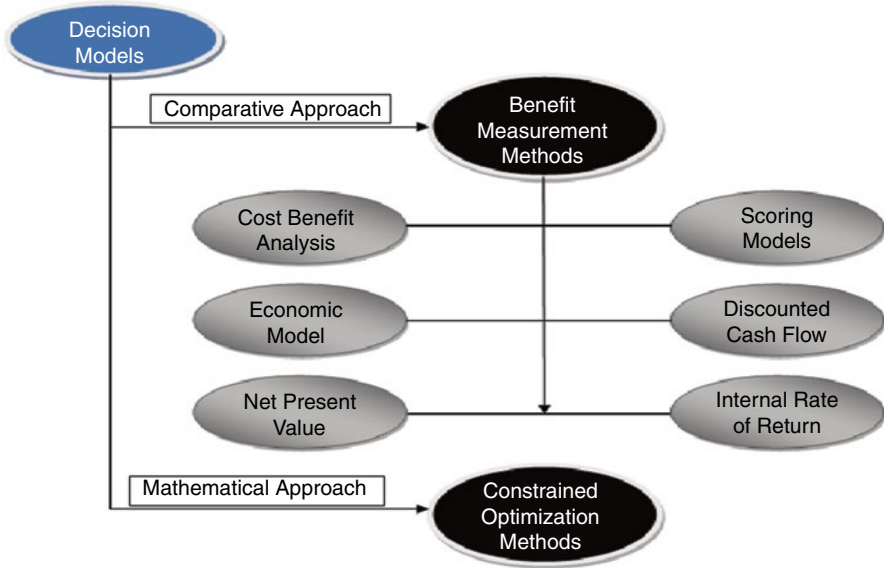 Decision
Models
Comparative Approach
Benefit
Measurement
Methods
Cost Benefit
Analysis
Scoring
Models
Economic
Model
Discounted
Cash Flow
Net Present
Value
Internal Rate
of Return
Mathematical Approach
Constrained
Optimization
Methods